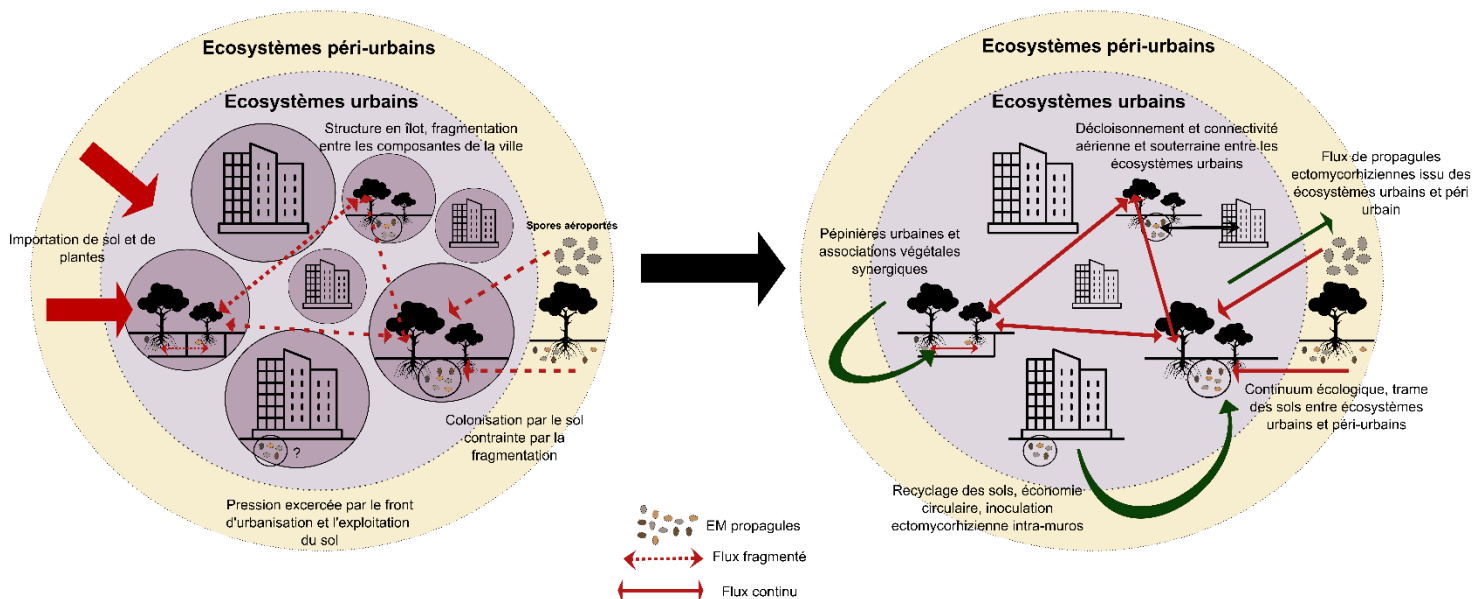 Ecosystèmes péri-urbains
Ecosystèmes urbains
Structure en îlot, fragmentation
entre les composantes de la ville
Importation de sol et de
plantes
Spores aéroportés
Colonisation par le sol
contrainte par la
fragmentation
?
Pression excercée par le front
d'urbanisation et l'exploitation
du sol
Ecosystèmes péri-urbains
Ecosystèmes urbains
Décloisonnement et connectivité
aérienne et souterraine entre les
écosystèmes urbains
Flux de propagules
ectomycorhiziennes issu des
écosystèmes urbains et péri
urbain
Pépinières urbaines et
associations végétales
synergiques
Continuum écologique, trame
des sols entre écosystèmes
urbains et péri-urbains
Recyclage des sols, économie
circulaire, inoculation
ectomycorhizienne intra-muros
EM propagules
Flux fragmenté
Flux continu